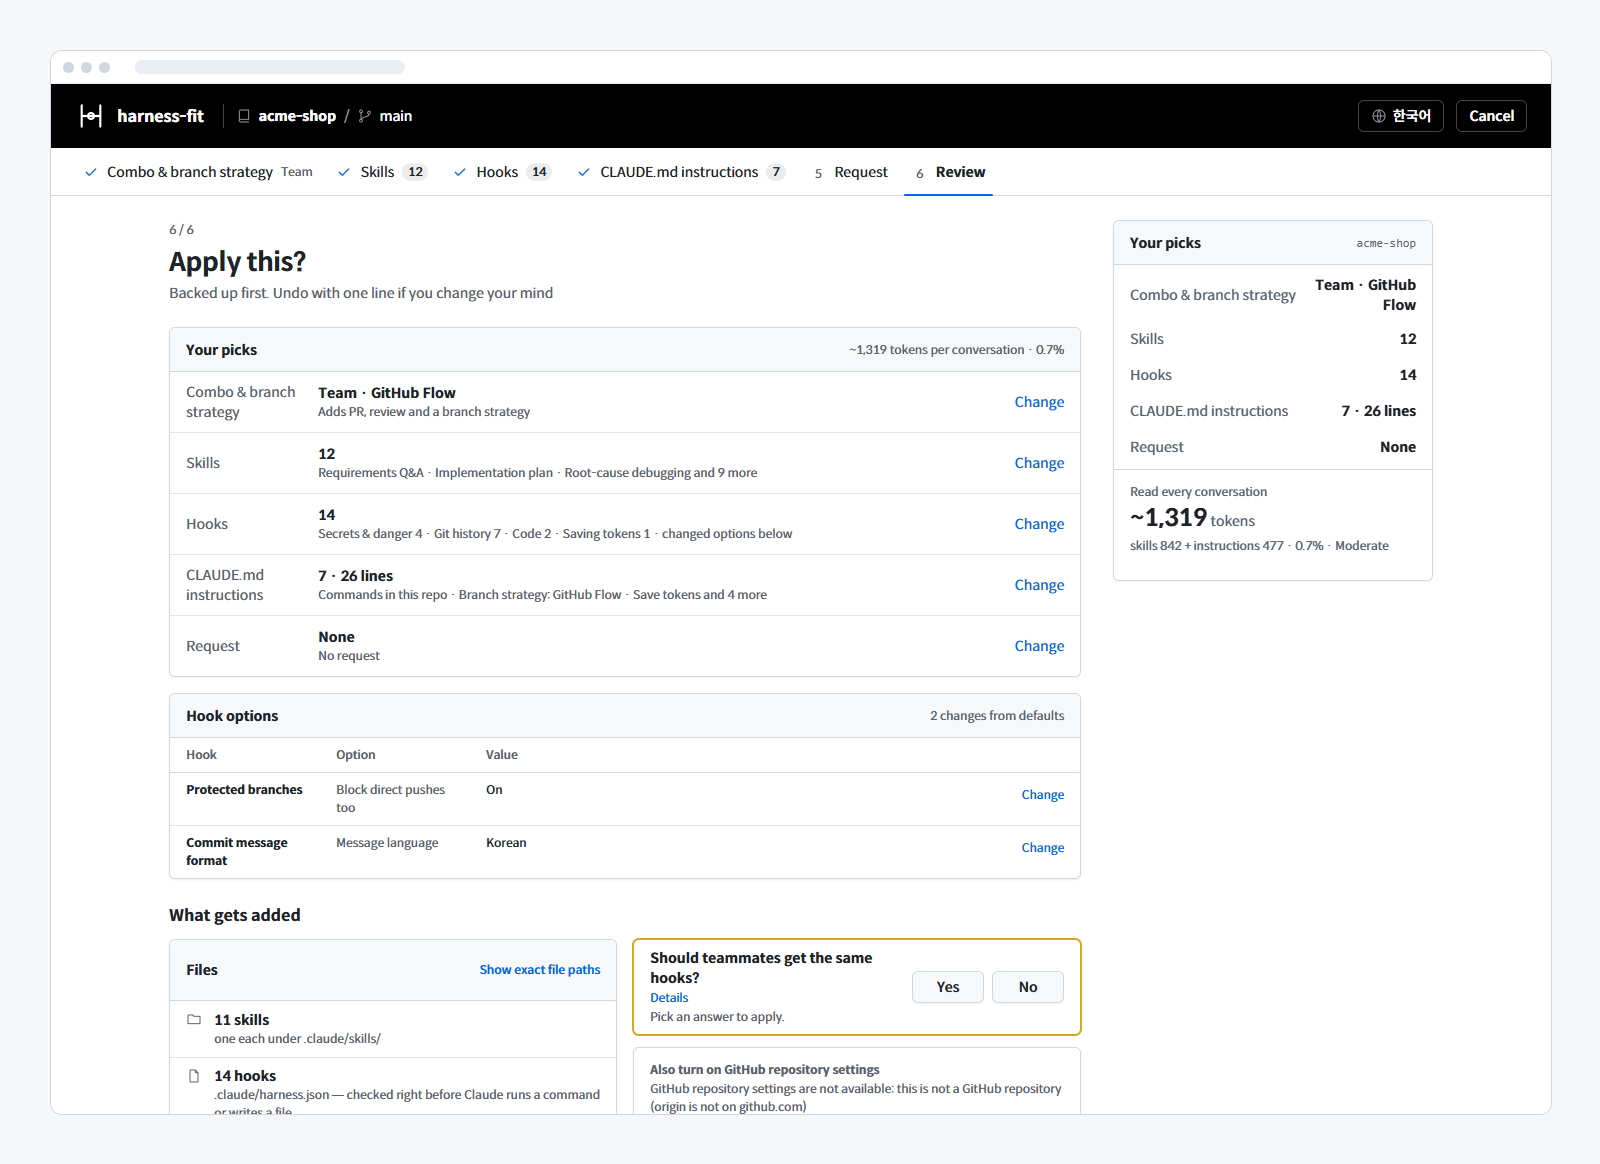 harness-fit
acme-shop / main
한국어
Cancel
Combo & branch strategy Team
Skills 12
Hooks 14
CLAUDE.md instructions 7
5 Request
6 Review
6 / 6
Apply this?
Backed up first. Undo with one line if you change your mind
Your picks
~1,319 tokens per conversation · 0.7%
Combo & branch
strategy
Team · GitHub Flow
Adds PR, review and a branch strategy
Change
Skills
12
Requirements Q&A · Implementation plan · Root-cause debugging and 9 more
Change
Hooks
14
Secrets & danger 4 · Git history 7 · Code 2 · Saving tokens 1 · changed options below
Change
CLAUDE.md
instructions
7 · 26 lines
Commands in this repo · Branch strategy: GitHub Flow · Save tokens and 4 more
Change
Request
None
No request
Change
Hook options
2 changes from defaults
Hook Option Value
Protected branches
Block direct pushes
too
On
Change
Commit message
format
Message language
Korean
Change
What gets added
Files
Show exact file paths
11 skills
one each under .claude/skills/
14 hooks
.claude/harness.json — checked right before Claude runs a command
or writes a file
Should teammates get the same
hooks?
Details
Pick an answer to apply.
Yes
No
Also turn on GitHub repository settings
GitHub repository settings are not available: this is not a GitHub repository
(origin is not on github.com)
Your picks
acme-shop
Combo & branch strategy
Team · GitHub
Flow
Skills 12
Hooks 14
CLAUDE.md instructions 7 · 26 lines
Request None
Read every conversation
~1,319 tokens
skills 842 + instructions 477 · 0.7% · Moderate